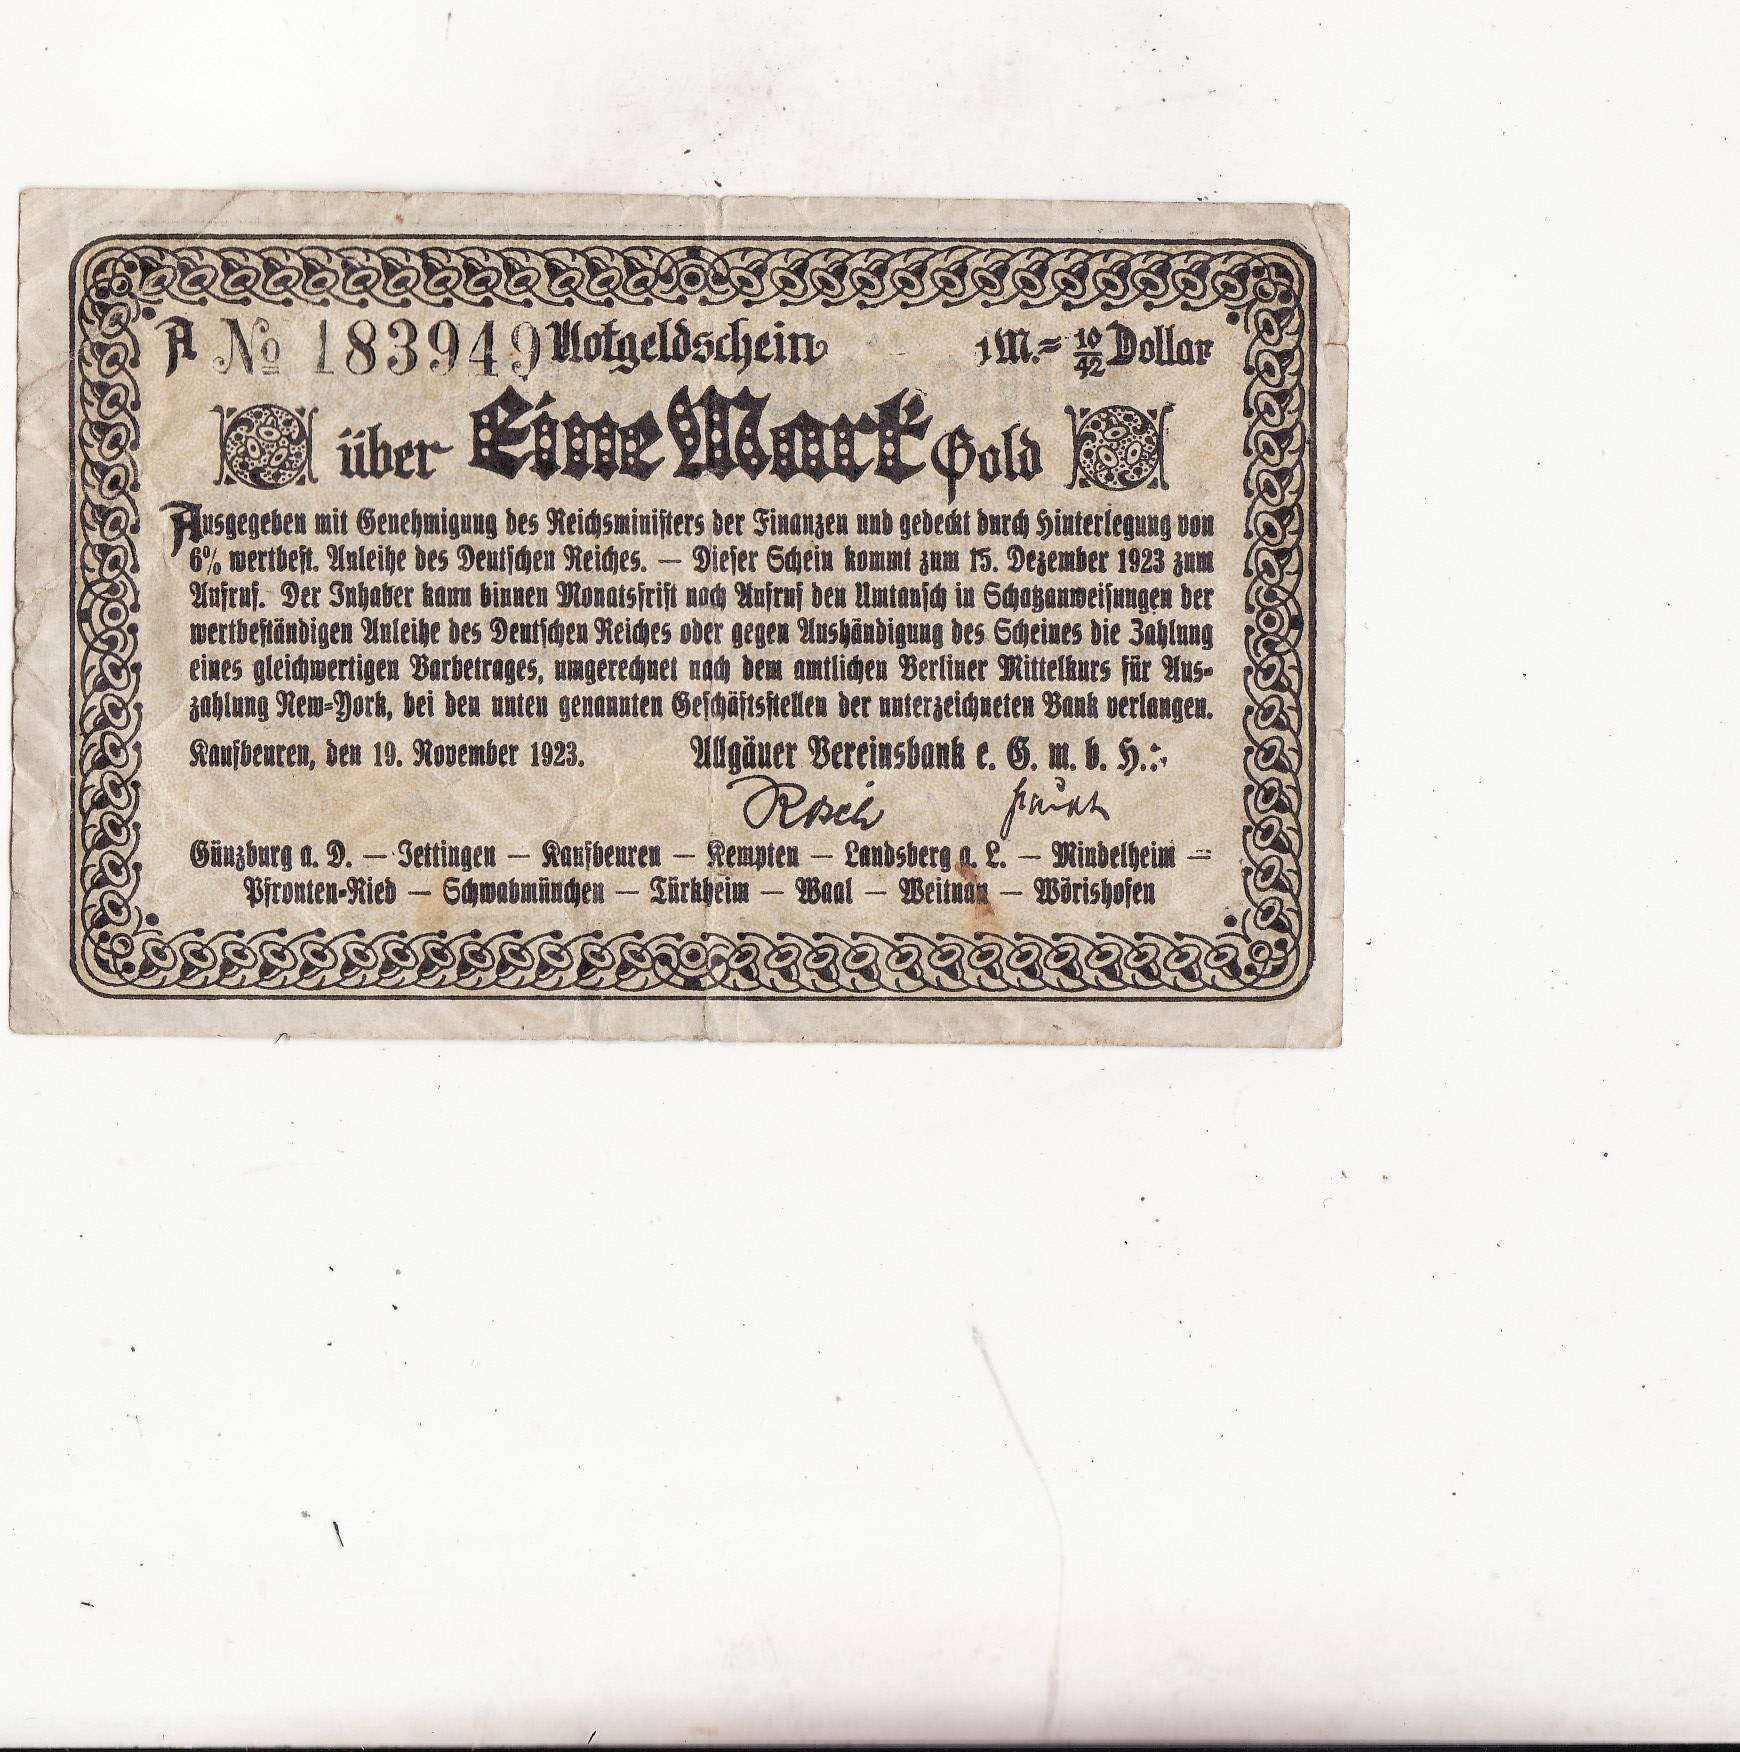 A № 183949 Notgeldschein 1 M. = 10/42 Dollar
über Eine Mark Gold
Ausgegeben mit Genehmigung des Reichsministers der Finanzen und gedeckt durch Hinterlegung von
6% wertbest. Anleihe des Deutschen Reiches. — Dieser Schein kommt zum 15. Dezember 1923 zum
Aufruf. Der Inhaber kann binnen Monatsfrist nach Aufruf den Umtausch in Schatzanweisungen der
wertbeständigen Anleihe des Deutschen Reiches oder gegen Aushändigung des Scheines die Zahlung
eines gleichwertigen Barbetrages, umgerechnet nach dem amtlichen Berliner Mittelkurs für Aus-
zahlung New-York, bei den unten genannten Geschäftsstellen der unterzeichneten Bank verlangen.
Kaufbeuren, den 19. November 1923. Allgäuer Vereinsbank e. G. m. b. H.:
Günzburg a. D. — Jettingen — Kaufbeuren — Kempten — Landsberg a. L. — Mindelheim —
Pfronten-Ried — Schwabmünchen — Türkheim — Waal — Weitnau — Wörishofen